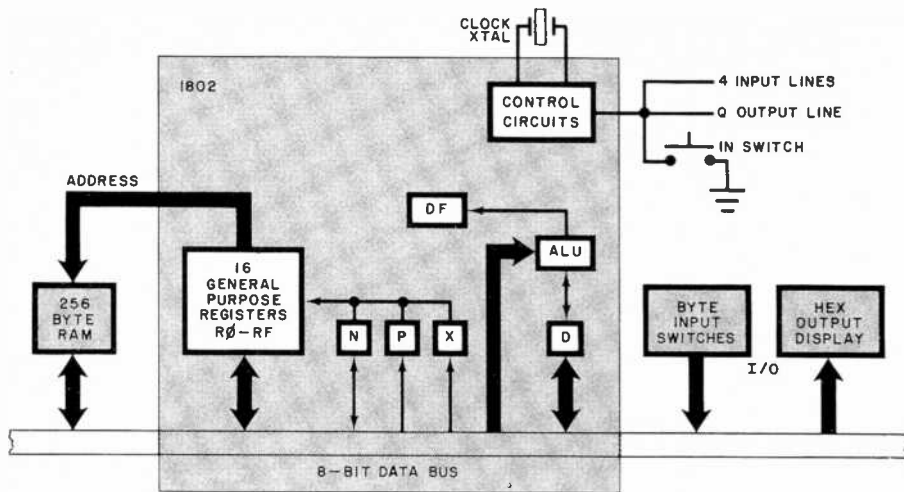 CLOCK
XTAL
1802
CONTROL
CIRCUITS
4 INPUT LINES
Q OUTPUT LINE
IN SWITCH
ADDRESS
DF
ALU
16
GENERAL
PURPOSE
REGISTERS
RØ-RF
256
BYTE
RAM
N
P
X
D
BYTE
INPUT
SWITCHES
HEX
OUTPUT
DISPLAY
I/O
8-BIT DATA BUS